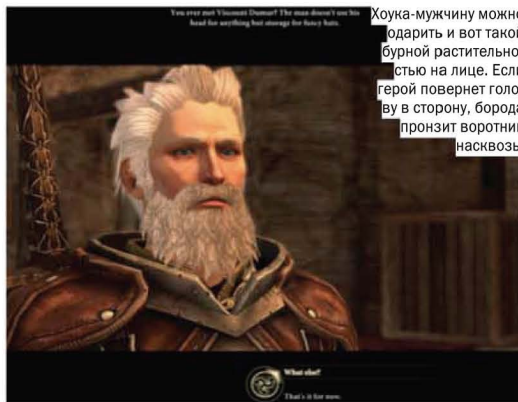 You ever met Viscount Dumar? The man doesn't use his
head for anything but storage for fancy hats.
Хоука-мужчину можно
одарить и вот такой
бурной растительно-
стью на лице. Если
герой повернет голо-
ву в сторону, борода
пронзит воротник
насквозь.
What else?
That's it for now.